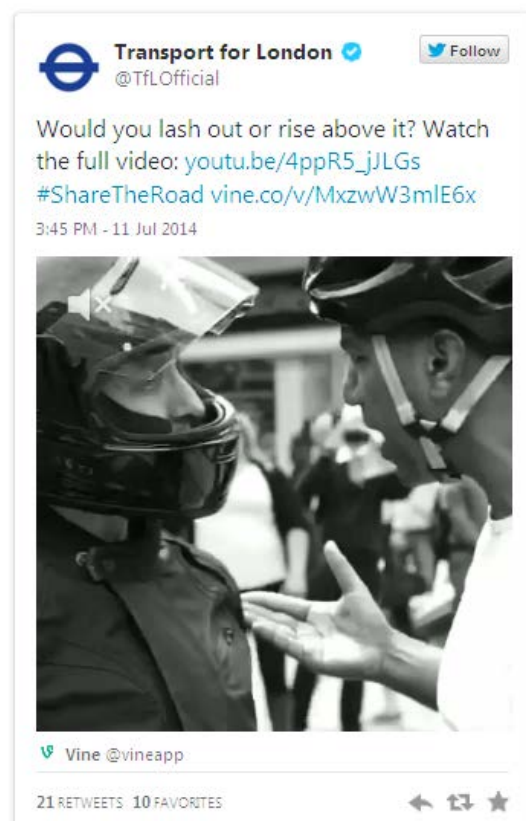 Transport for London
Follow
@TfLOfficial
Would you lash out or rise above it? Watch
the full video: youtu.be/4ppR5_jJLGs
#ShareTheRoad vine.co/v/MxzwW3mlE6x
3:45 PM - 11 Jul 2014
Vine @vineapp
21 RETWEETS 10 FAVORITES